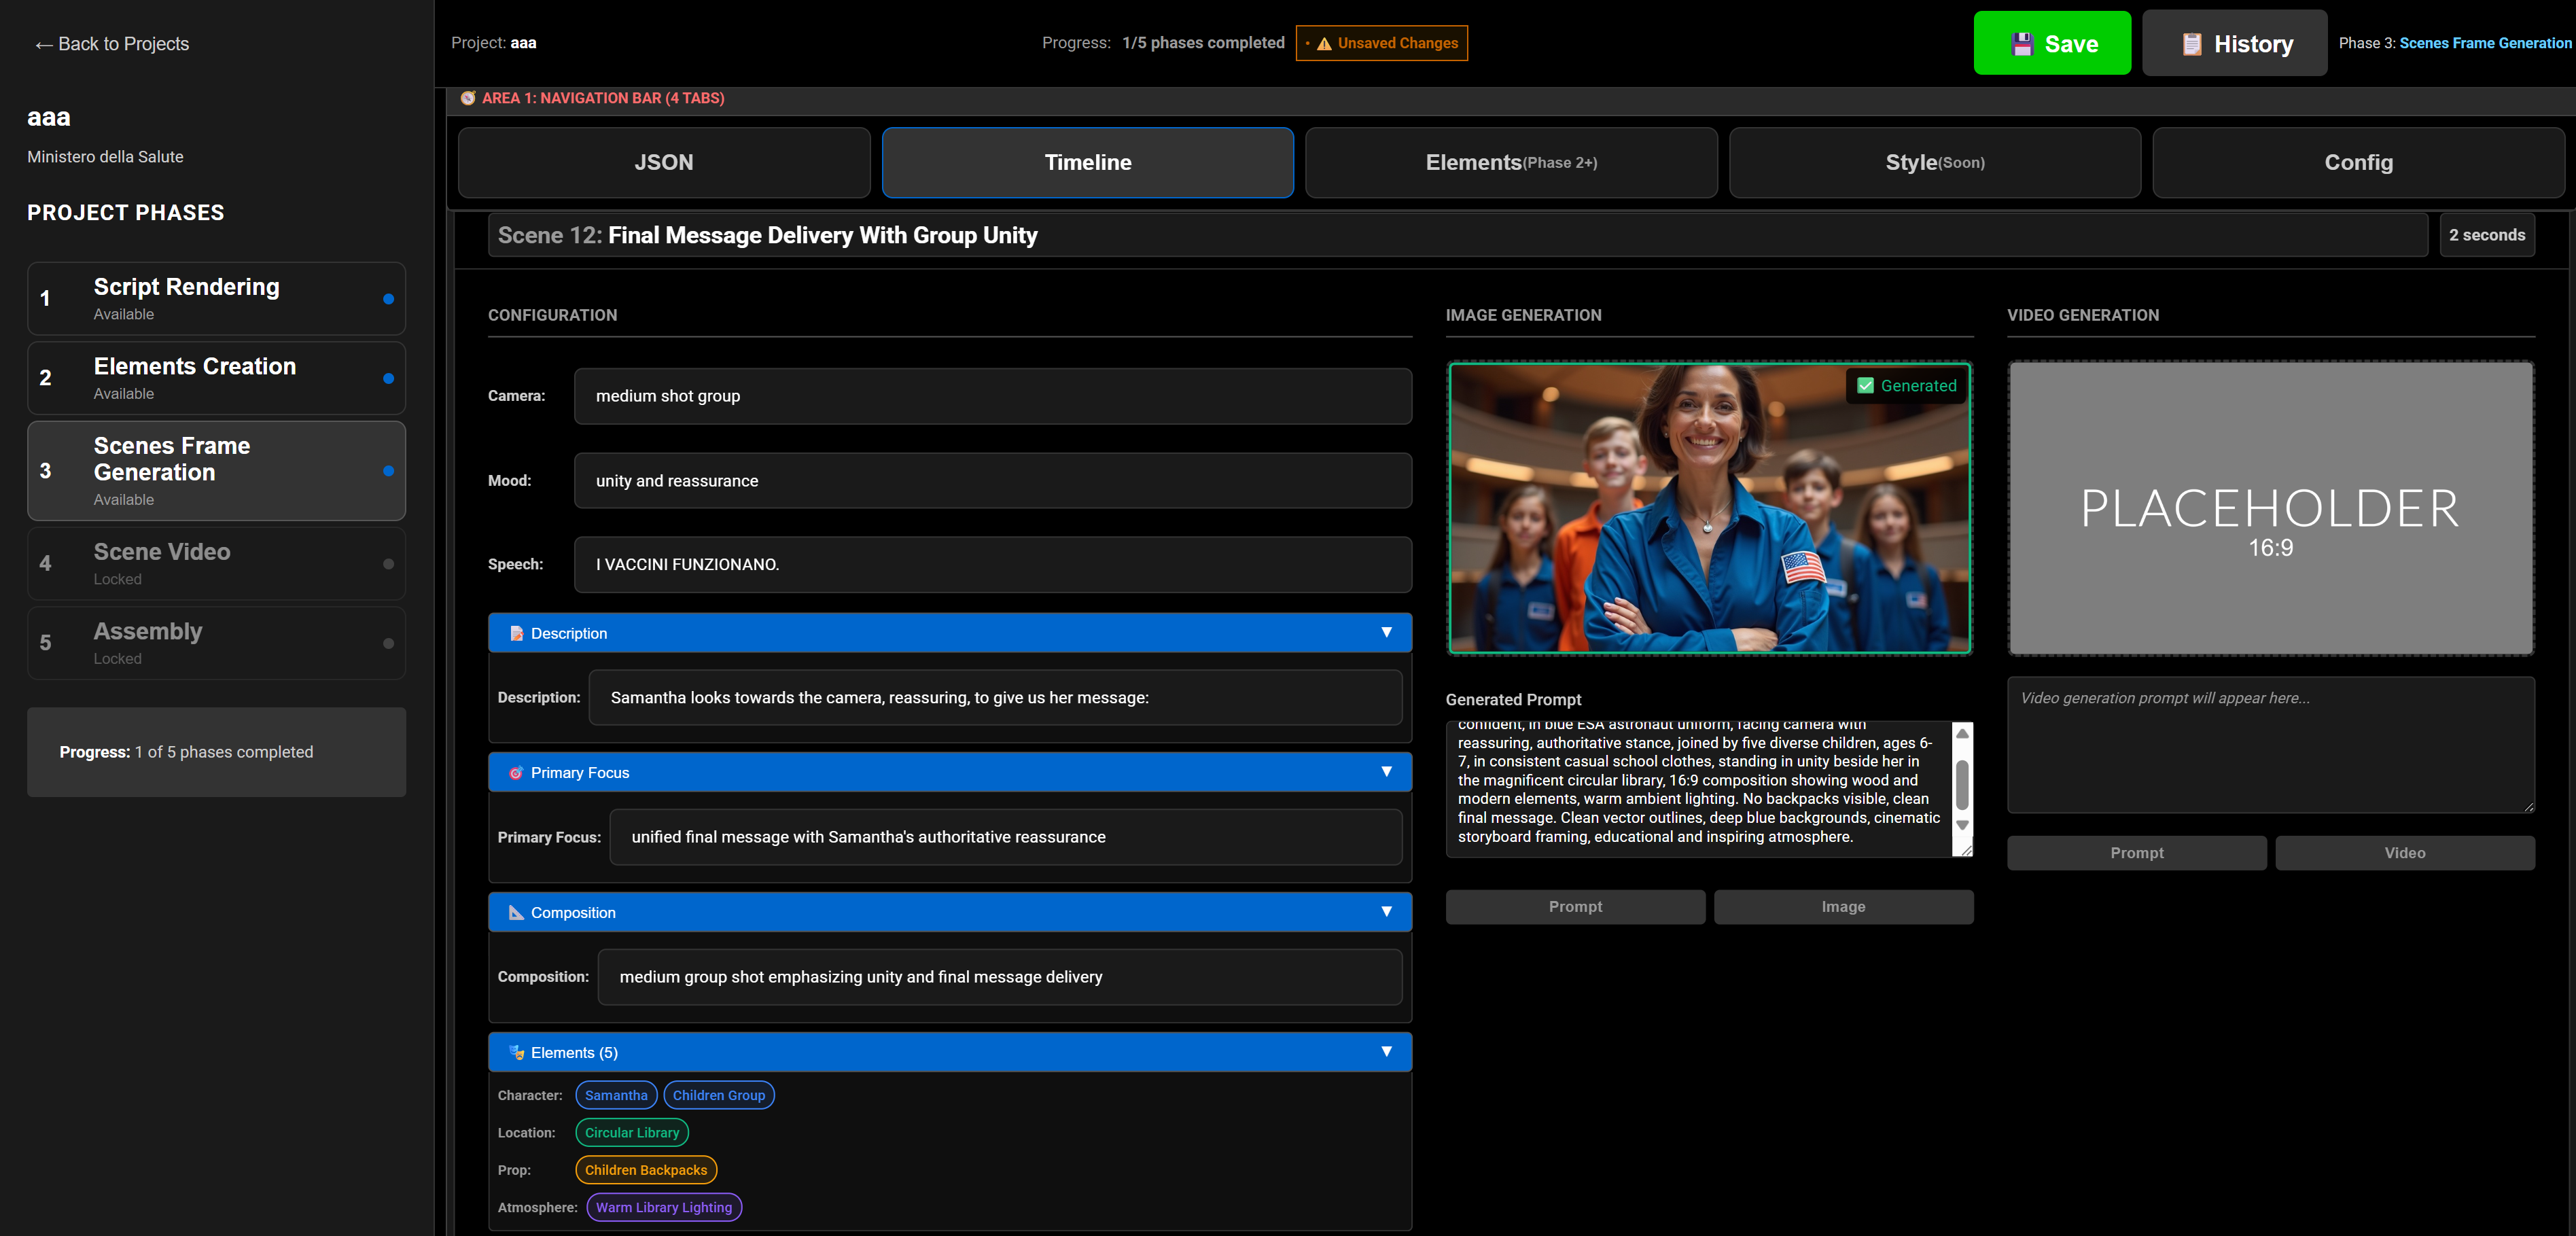 ← Back to Projects
aaa
Ministero della Salute
PROJECT PHASES
1
Script Rendering
Available
2
Elements Creation
Available
3
Scenes Frame
Generation
Available
4
Scene Video
Locked
5
Assembly
Locked
Progress: 1 of 5 phases completed
Project: aaa
Progress: 1/5 phases completed
• ⚠️ Unsaved Changes
💾 Save
📋 History
Phase 3: Scenes Frame Generation
🧭 AREA 1: NAVIGATION BAR (4 TABS)
JSON
Timeline
Elements(Phase 2+)
Style(Soon)
Config
Scene 12: Final Message Delivery With Group Unity
2 seconds
CONFIGURATION
Camera: medium shot group
Mood: unity and reassurance
Speech: I VACCINI FUNZIONANO.
📝 Description ▼
Description: Samantha looks towards the camera, reassuring, to give us her message:
🎯 Primary Focus ▼
Primary Focus: unified final message with Samantha's authoritative reassurance
📐 Composition ▼
Composition: medium group shot emphasizing unity and final message delivery
🎭 Elements (5) ▼
Character: Samantha Children Group
Location: Circular Library
Prop: Children Backpacks
Atmosphere: Warm Library Lighting
IMAGE GENERATION
✅ Generated
Generated Prompt
confident, in blue ESA astronaut uniform, facing camera with
reassuring, authoritative stance, joined by five diverse children, ages 6-
7, in consistent casual school clothes, standing in unity beside her in
the magnificent circular library, 16:9 composition showing wood and
modern elements, warm ambient lighting. No backpacks visible, clean
final message. Clean vector outlines, deep blue backgrounds, cinematic
storyboard framing, educational and inspiring atmosphere.
Prompt
Image
VIDEO GENERATION
PLACEHOLDER
16:9
Video generation prompt will appear here...
Prompt
Video